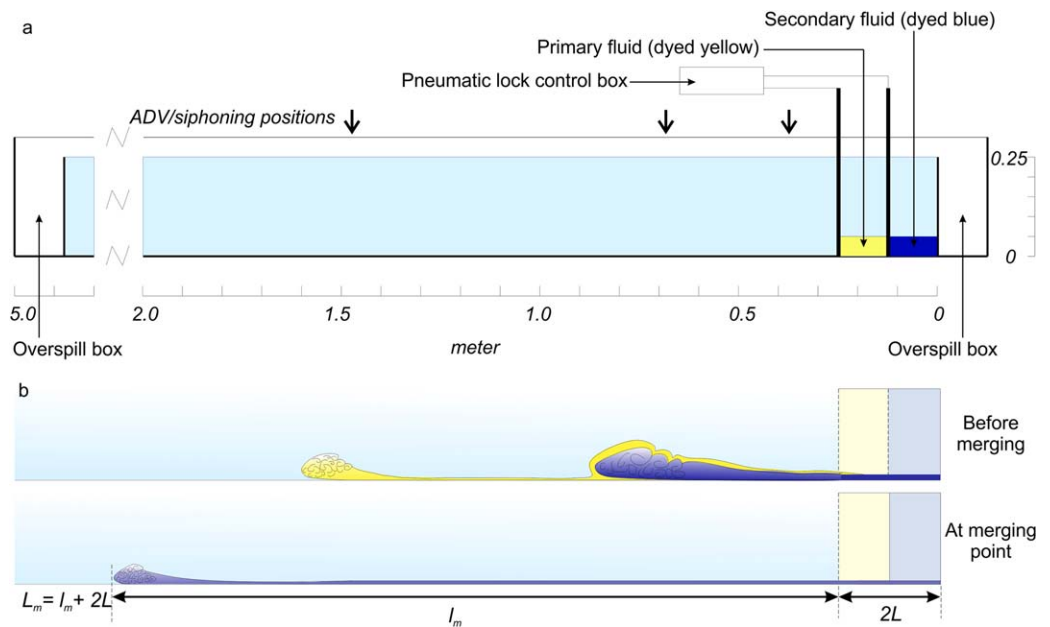 a
Secondary fluid (dyed blue)
Primary fluid (dyed yellow)
Pneumatic lock control box
ADV/siphoning positions
0.25
0
5.0
2.0
1.5
1.0
0.5
0
Overspill box
meter
Overspill box
b
Before
merging
At merging
point
Lₘ= lₘ+ 2L
lₘ
2L